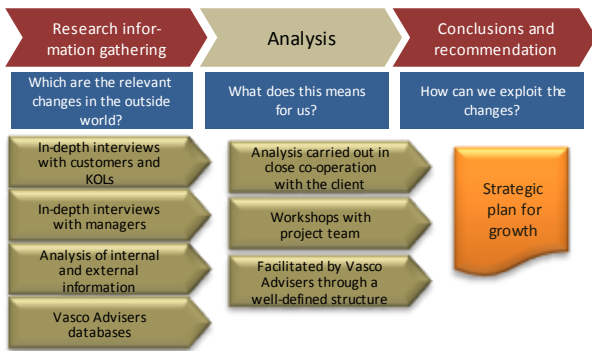 Research infor-
mation gathering
Analysis
Conclusions and
recommendation
Which are the relevant
changes in the outside
world?
What does this means
for us?
How can we exploit the
changes?
In-depth interviews
with customers and
KOLs
In-depth interviews
with managers
Analysis of internal
and external
information
Vasco Advisers
databases
Analysis carried out in
close co-operation
with the client
Workshops with
project team
Facilitated by Vasco
Advisers through a
well-defined structure
Strategic
plan for
growth